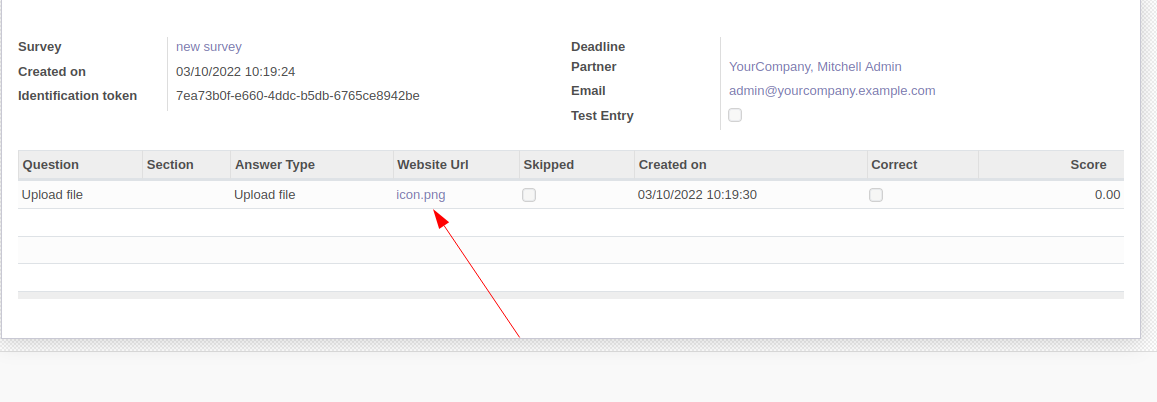 Survey new survey
Created on 03/10/2022 10:19:24
Identification token 7ea73b0f-e660-4ddc-b5db-6765ce8942be
Deadline
Partner YourCompany, Mitchell Admin
Email admin@yourcompany.example.com
Test Entry
Question Section Answer Type Website Url Skipped Created on Correct Score
Upload file Upload file icon.png 03/10/2022 10:19:30 0.00